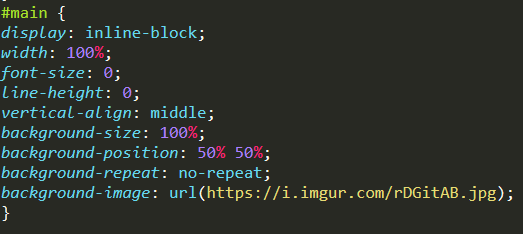 #main {
display: inline-block;
width: 100%;
font-size: 0;
line-height: 0;
vertical-align: middle;
background-size: 100%;
background-position: 50% 50%;
background-repeat: no-repeat;
background-image: url(https://i.imgur.com/rDGitAB.jpg);
}